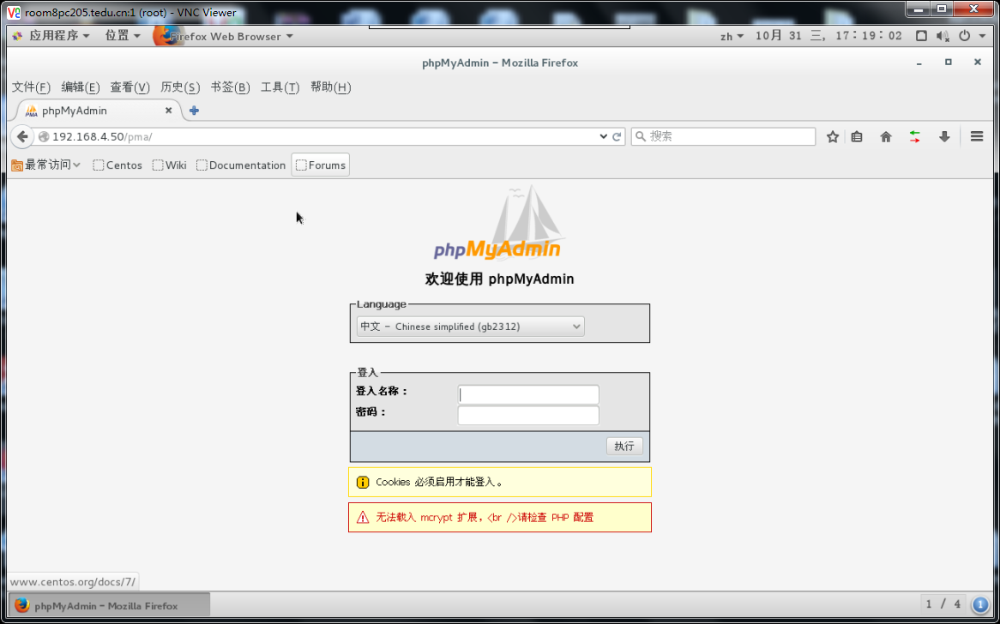 room8pc205.tedu.cn:1 (root) - VNC Viewer
应用程序 位置 Firefox Web Browser zh 10月 31 三, 17:19:02
phpMyAdmin - Mozilla Firefox
文件(F) 编辑(E) 查看(V) 历史(S) 书签(B) 工具(T) 帮助(H)
PMA phpMyAdmin
192.168.4.50/pma/ 搜索
最常访问 Centos Wiki Documentation Forums
phpMyAdmin
欢迎使用 phpMyAdmin
Language
中文 - Chinese simplified (gb2312)
登入
登入名称：
密码：
执行
Cookies 必须启用才能登入。
无法载入 mcrypt 扩展，<br />请检查 PHP 配置
www.centos.org/docs/7/
phpMyAdmin - Mozilla Firefox 1 / 4 1